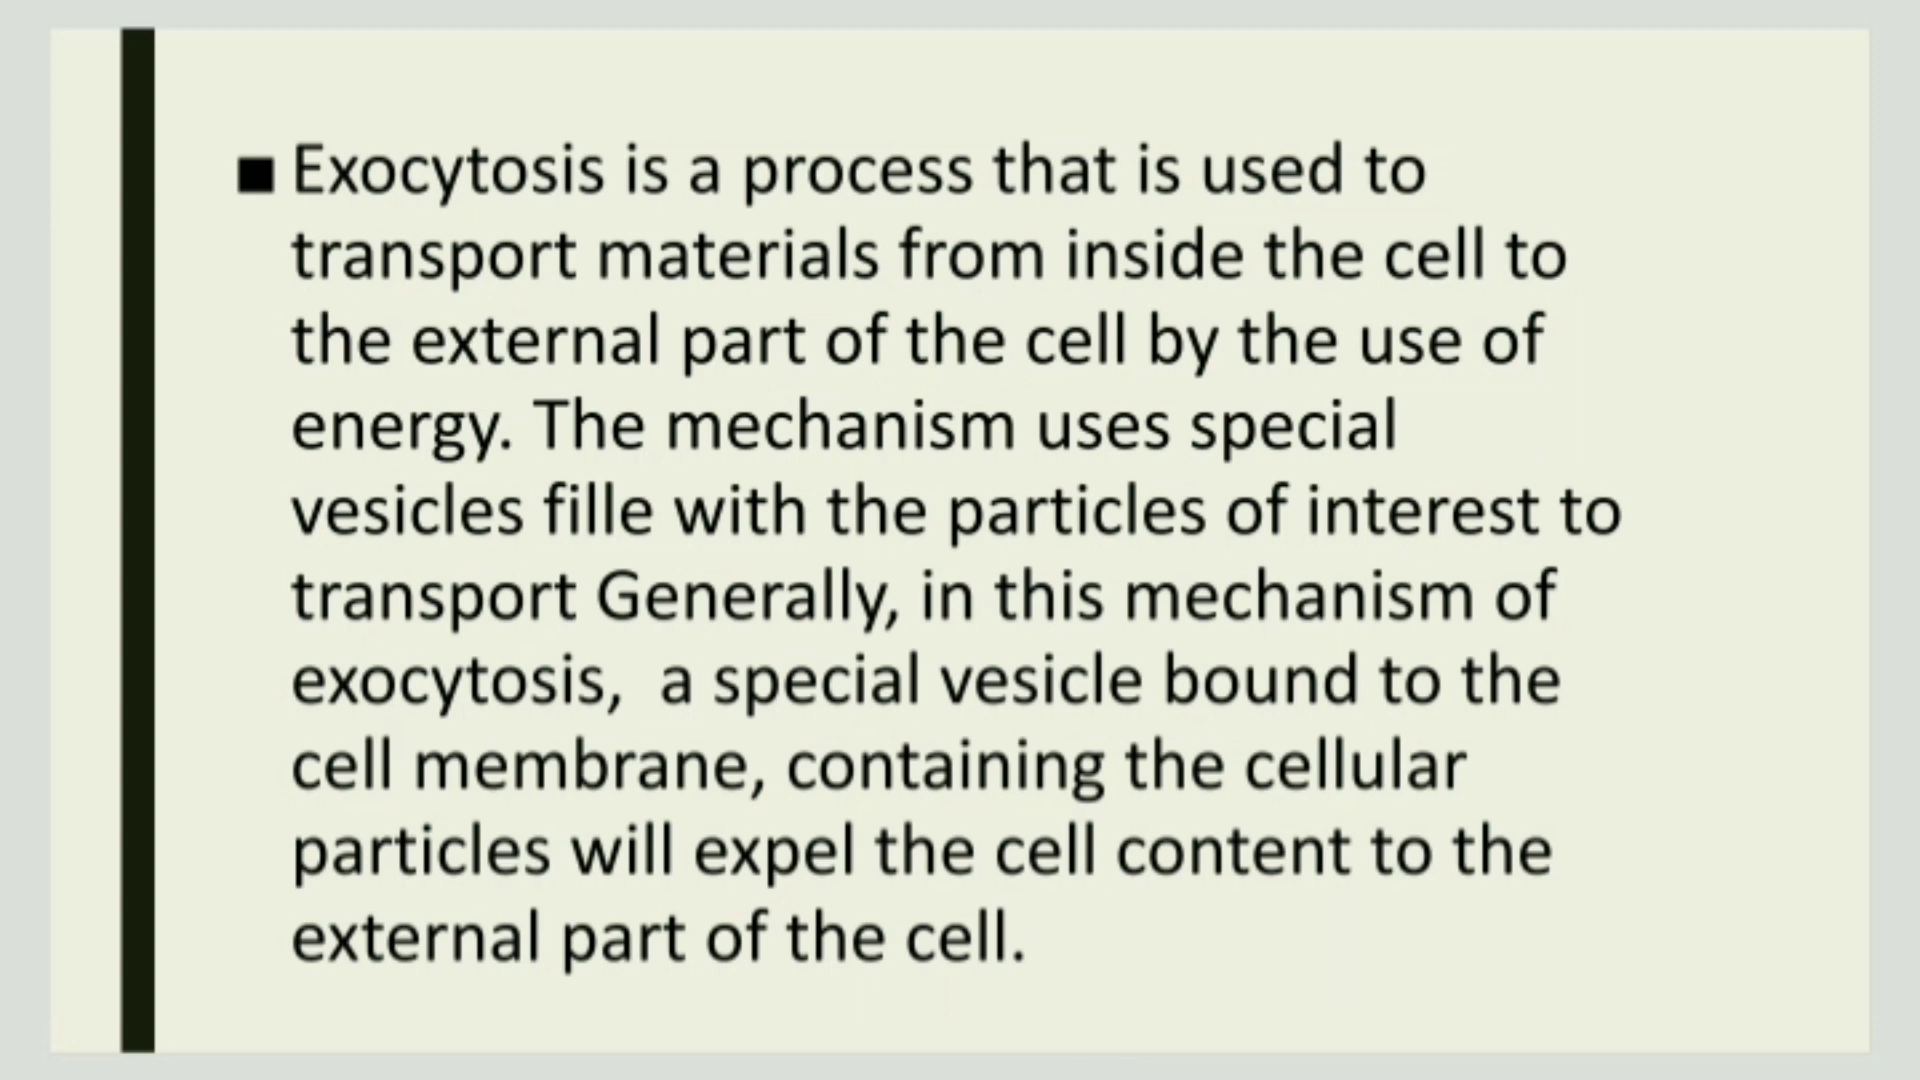 ■ Exocytosis is a process that is used to
transport materials from inside the cell to
the external part of the cell by the use of
energy. The mechanism uses special
vesicles fille with the particles of interest to
transport Generally, in this mechanism of
exocytosis,  a special vesicle bound to the
cell membrane, containing the cellular
particles will expel the cell content to the
external part of the cell.